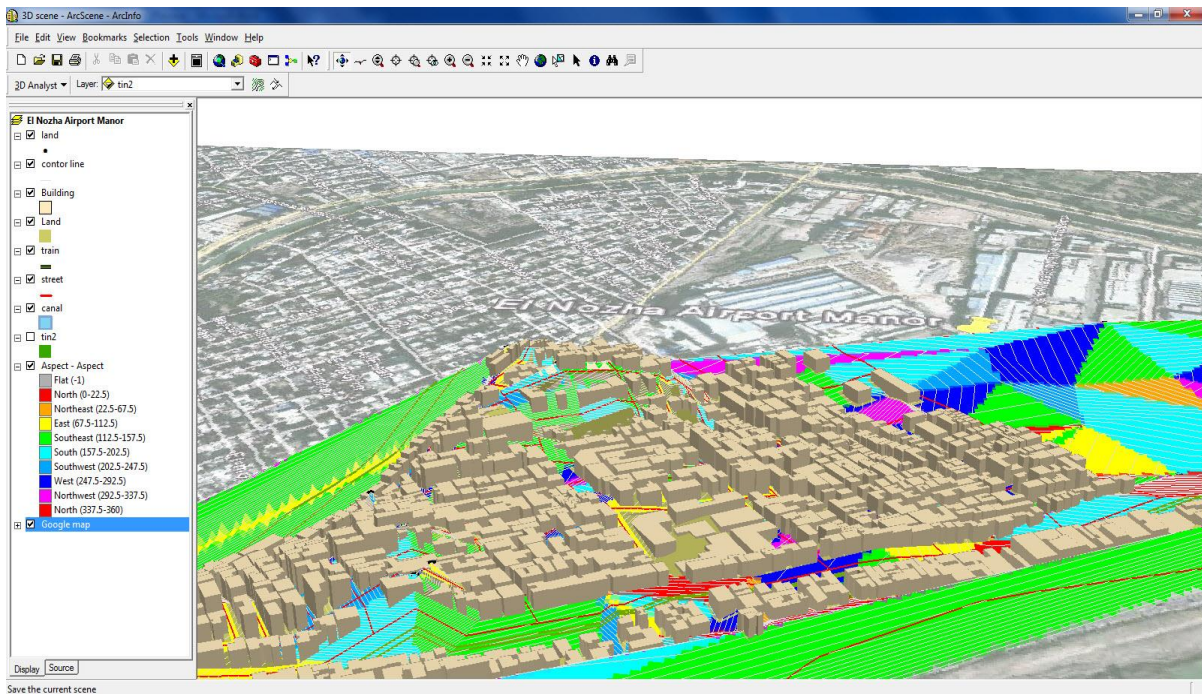 3D scene - ArcScene - ArcInfo
File Edit View Bookmarks Selection Tools Window Help
3D Analyst Layer: tin2
El Nozha Airport Manor
land
contor line
Building
Land
train
street
canal
tin2
Aspect - Aspect
Flat (-1)
North (0-22.5)
Northeast (22.5-67.5)
East (67.5-112.5)
Southeast (112.5-157.5)
South (157.5-202.5)
Southwest (202.5-247.5)
West (247.5-292.5)
Northwest (292.5-337.5)
North (337.5-360)
Google map
El Nozha Airport Manor
Display Source
Save the current scene